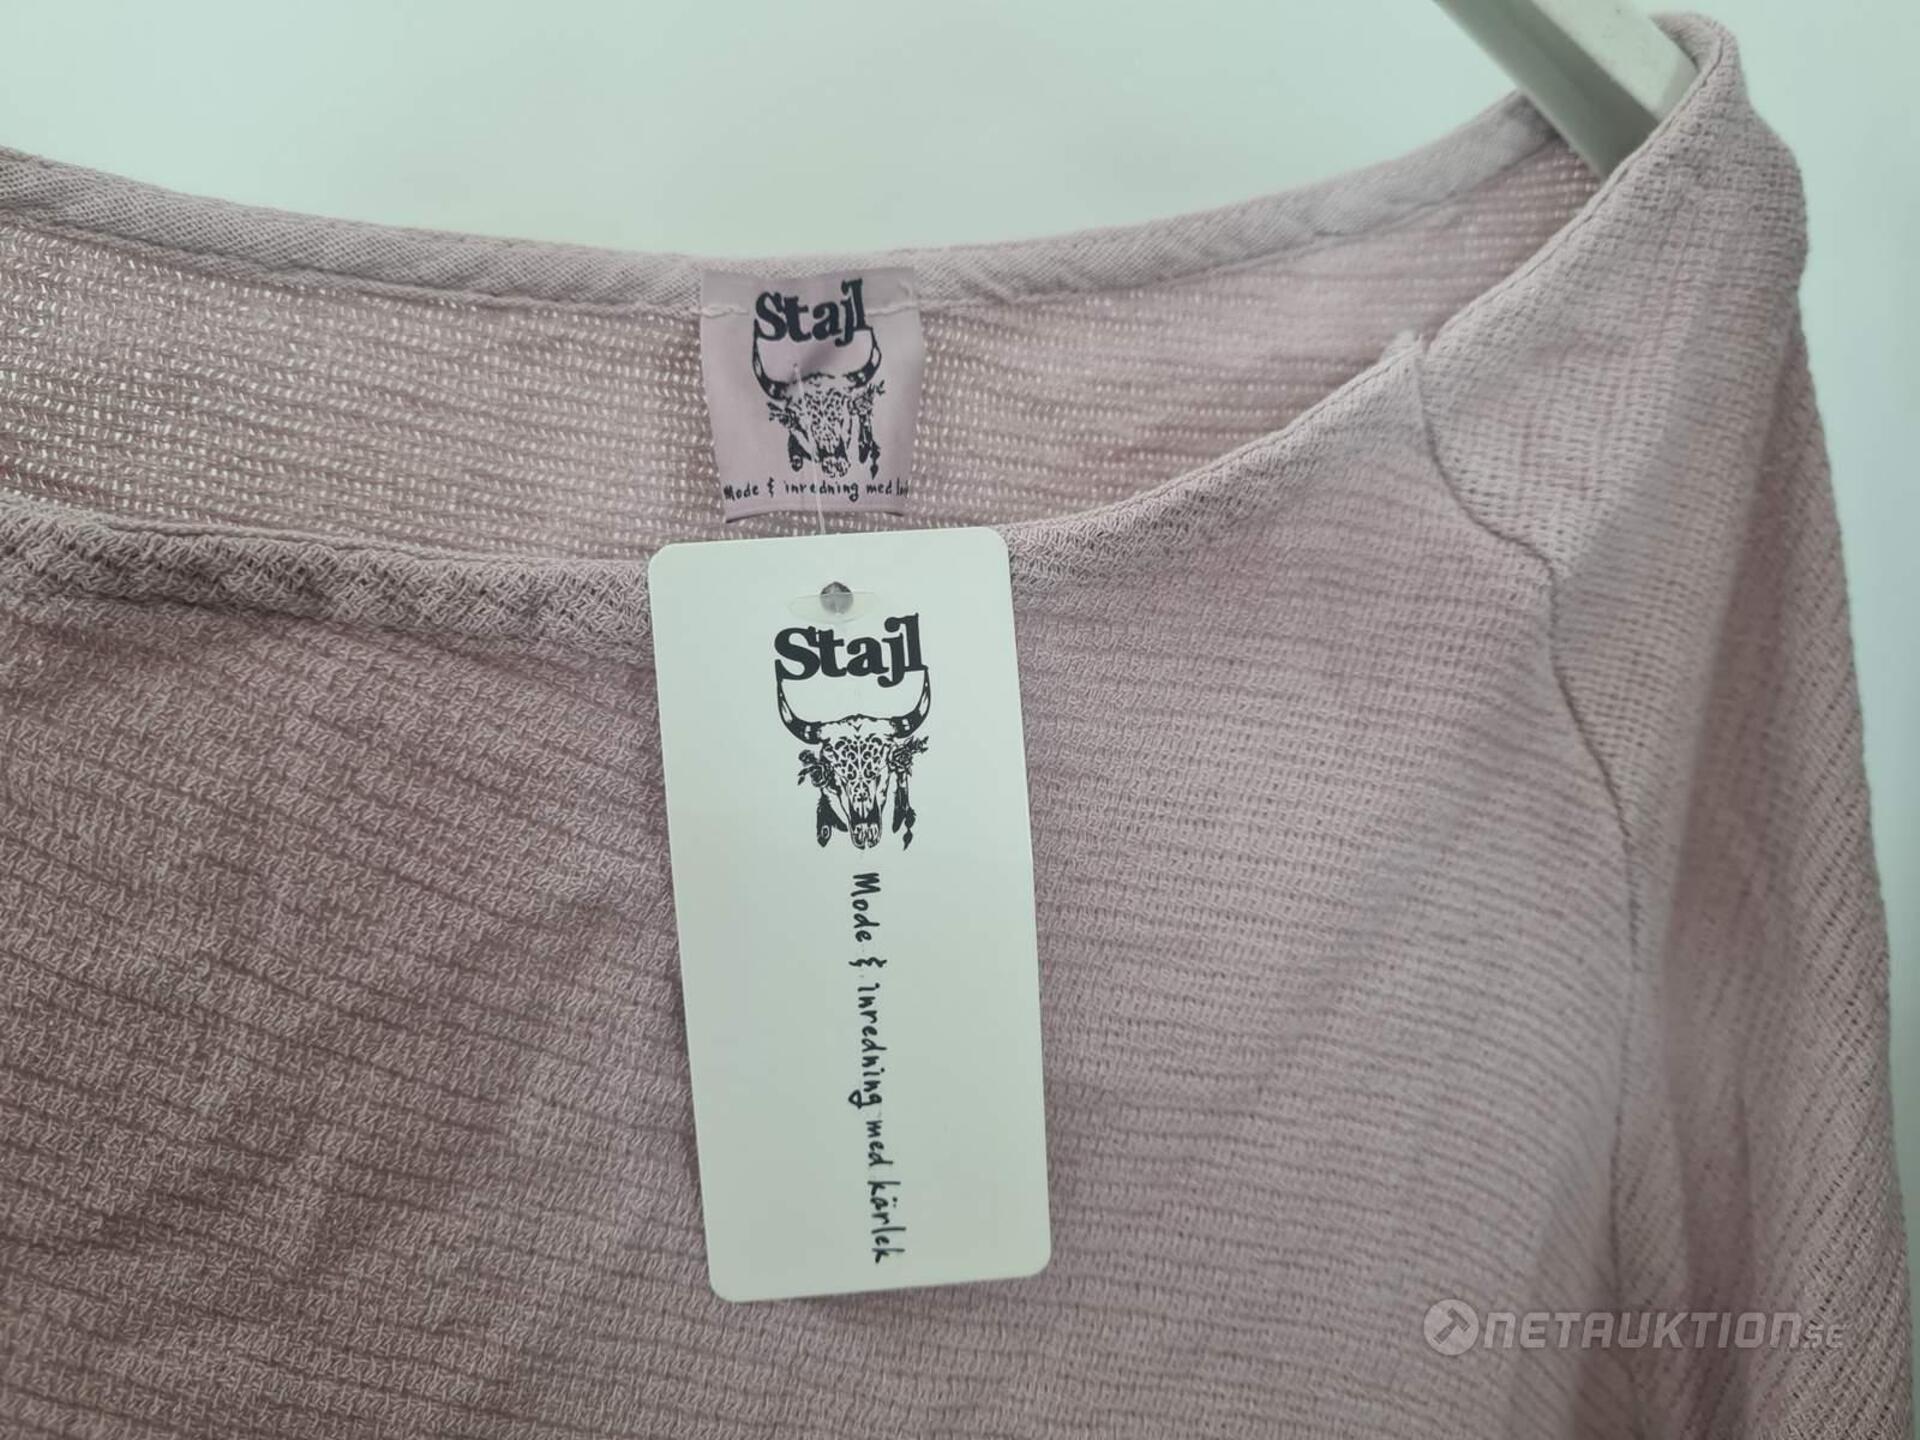 Stajl
Mode & inredning med
Stajl
Mode & inredning med kärlek
NETAUKTION.SE